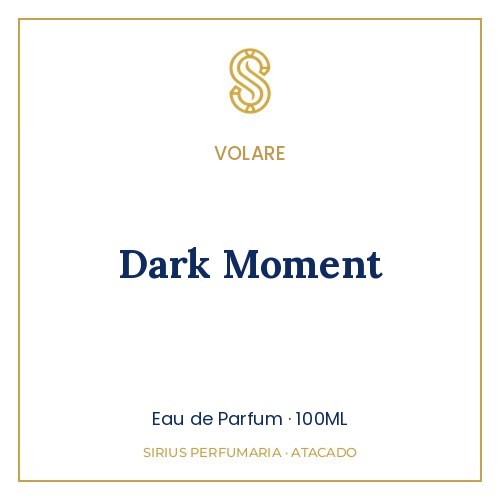 VOLARE
Dark Moment
Eau de Parfum · 100ML
SIRIUS PERFUMARIA · ATACADO